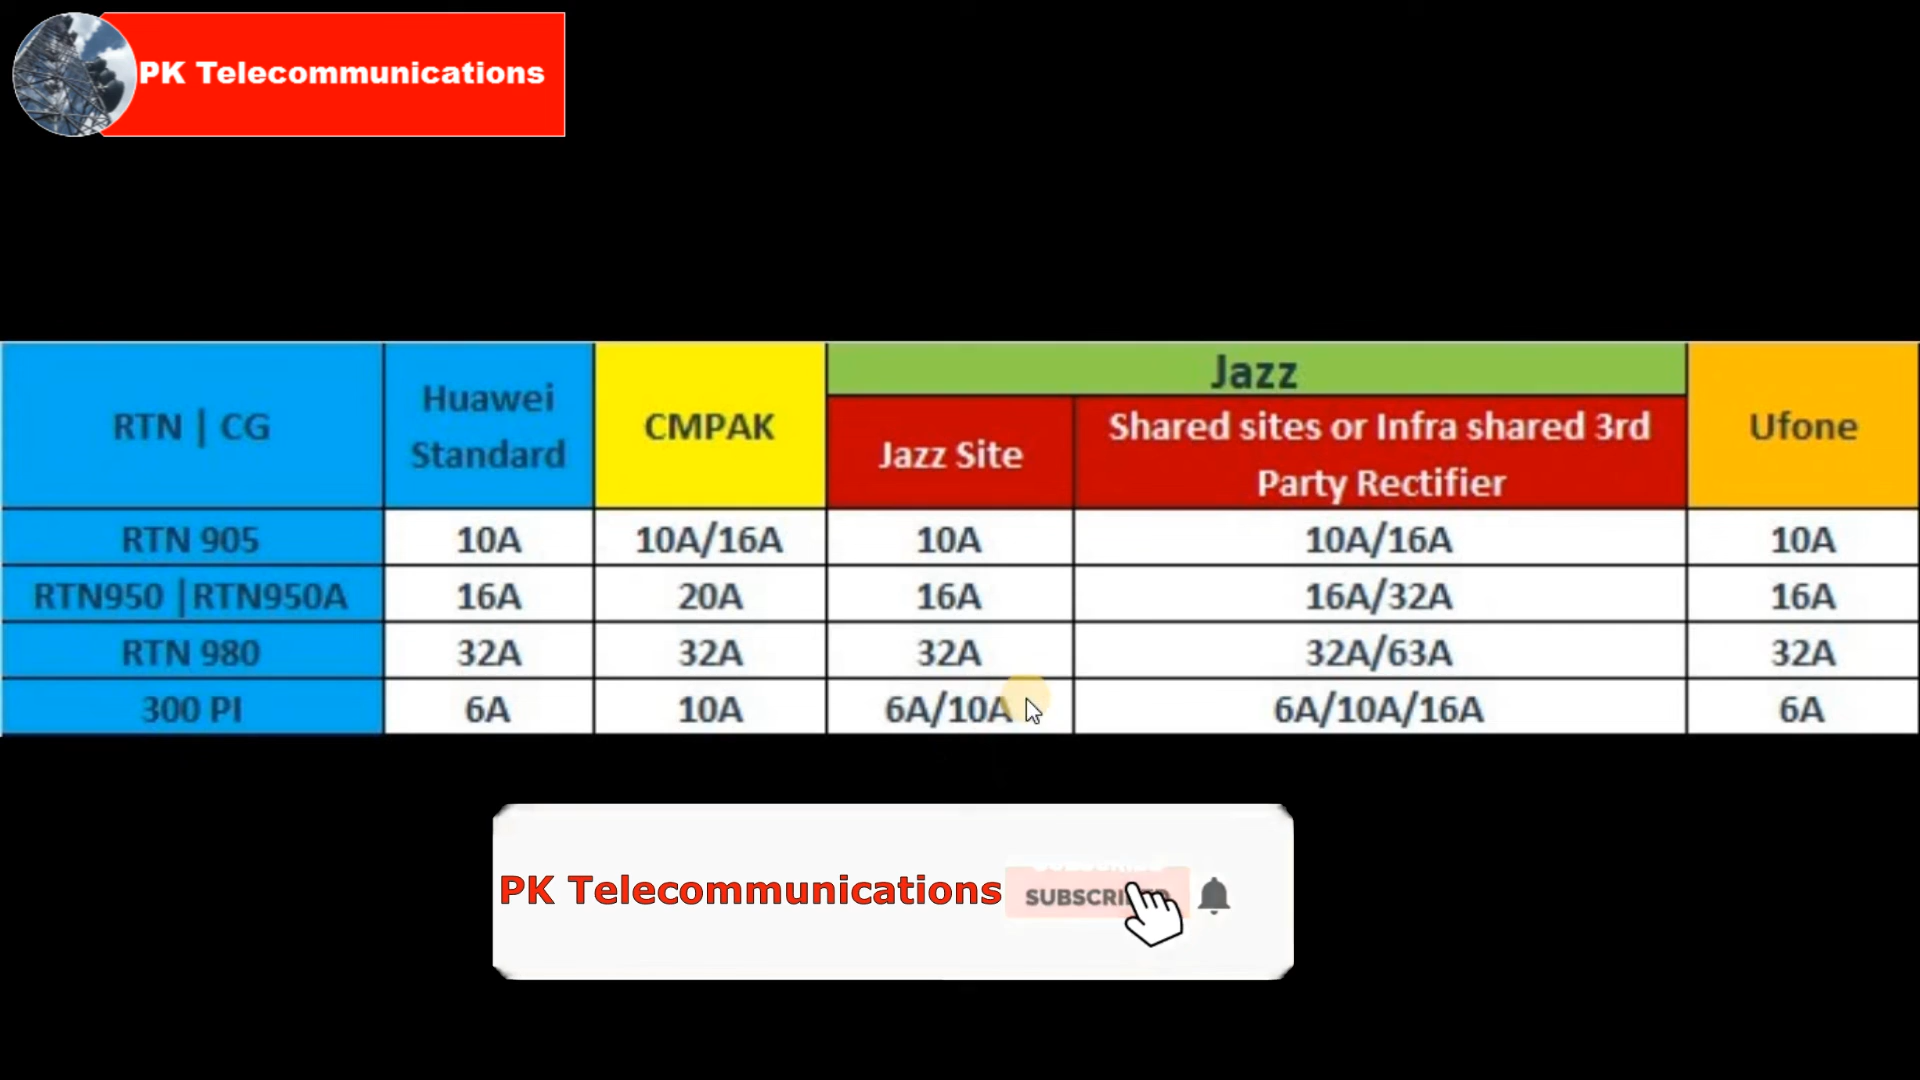 PK Telecommunications
Jazz
RTN | CG
Huawei
Standard
CMPAK
Jazz Site
Shared sites or Infra shared 3rd
Party Rectifier
Ufone
RTN 905 10A 10A/16A 10A 10A/16A 10A
RTN950 |RTN950A 16A 20A 16A 16A/32A 16A
RTN 980 32A 32A 32A 32A/63A 32A
300 PI 6A 10A 6A/10A 6A/10A/16A 6A
PK Telecommunications